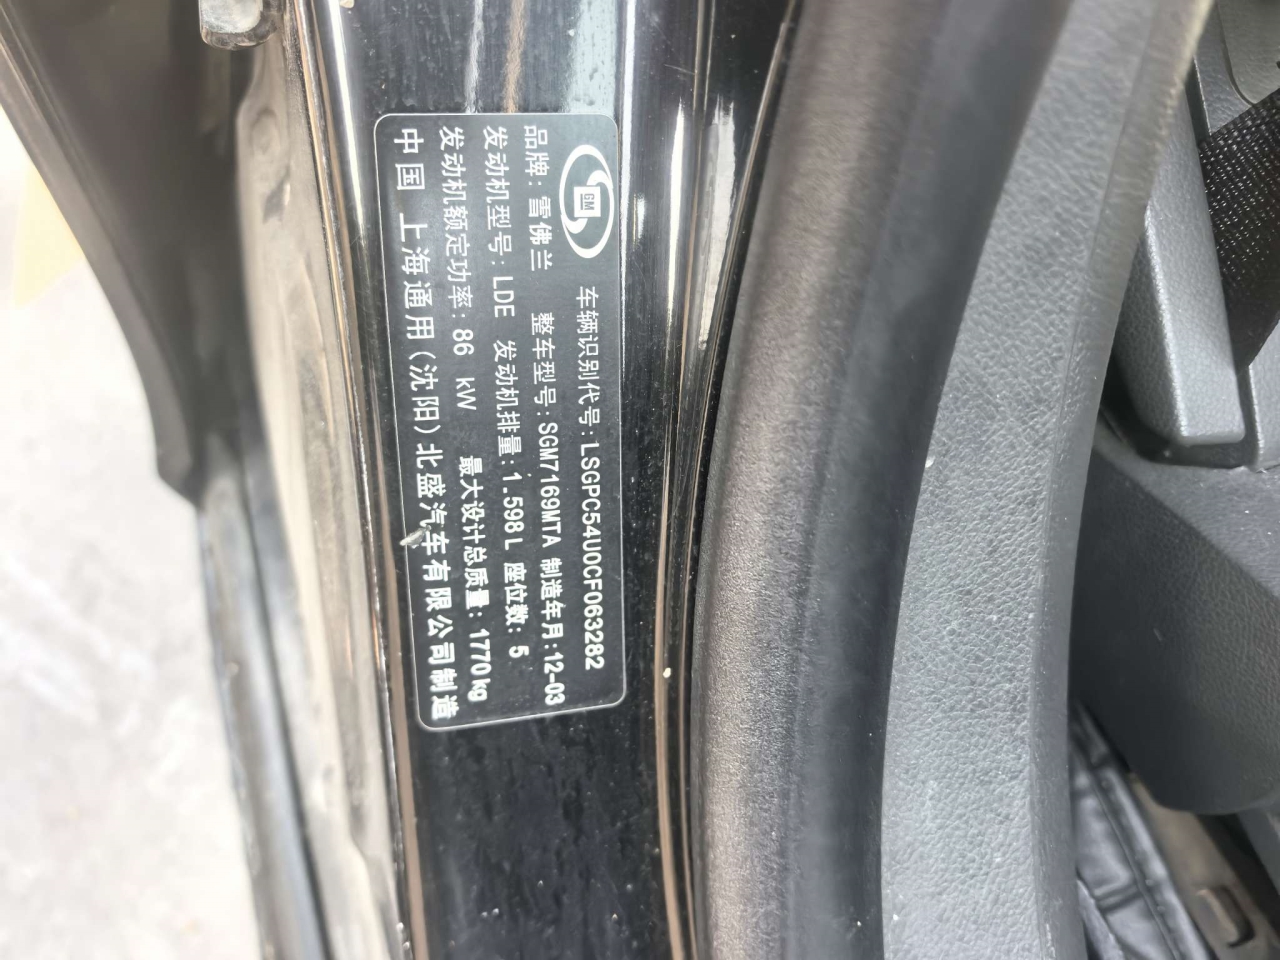 GM
车辆识别代号:LSGPC54U0CF063282
品牌:雪佛兰 整车型号:SGM7169MTA 制造年月:12-03
发动机型号:LDE 发动机排量:1.598L 座位数:5
发动机额定功率:86 kW 最大设计总质量:1770kg
中国 上海通用(沈阳)北盛汽车有限公司制造